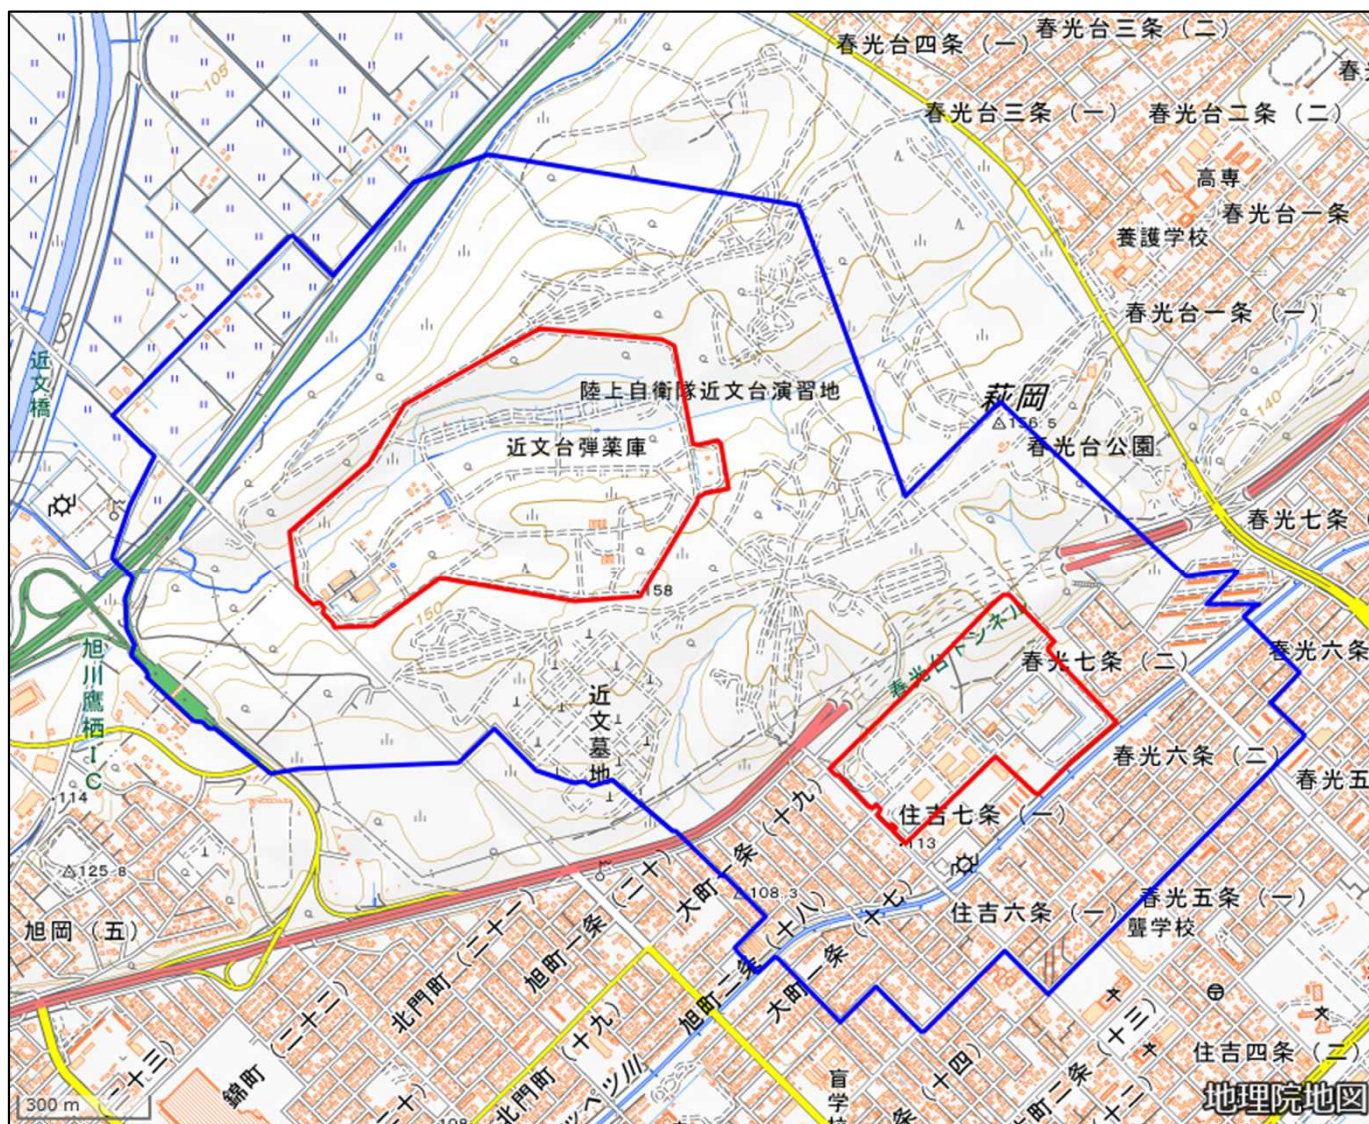 春光台四条(一)
春光台三条(二)
105
春光台三条(一)
春光台二条(二)
高専
春光台一条
養護学校
春光台一条(一)
近文橋
陸上自衛隊近文台演習地
萩岡
140
近文台弾薬庫
春光台公園
春光七条
158
150
春光台トンネル
春光七条(二)
春光六条
旭川鷹栖IC
近文墓地
春光六条(二)
春光五
114
住吉七条(一)
113
125.8
大町一条(十九)
108.3
春光五条(一)
住吉六条(一)
聾学校
旭岡(五)
旭町一条(二十)
北門町(二十一)
旭町二条(十八)
大町一条(十七)
(二十二)
(十九)
北門町
錦町
(十四)
(十三)
住吉四条(二)
盲学校
300 m
地理院地図